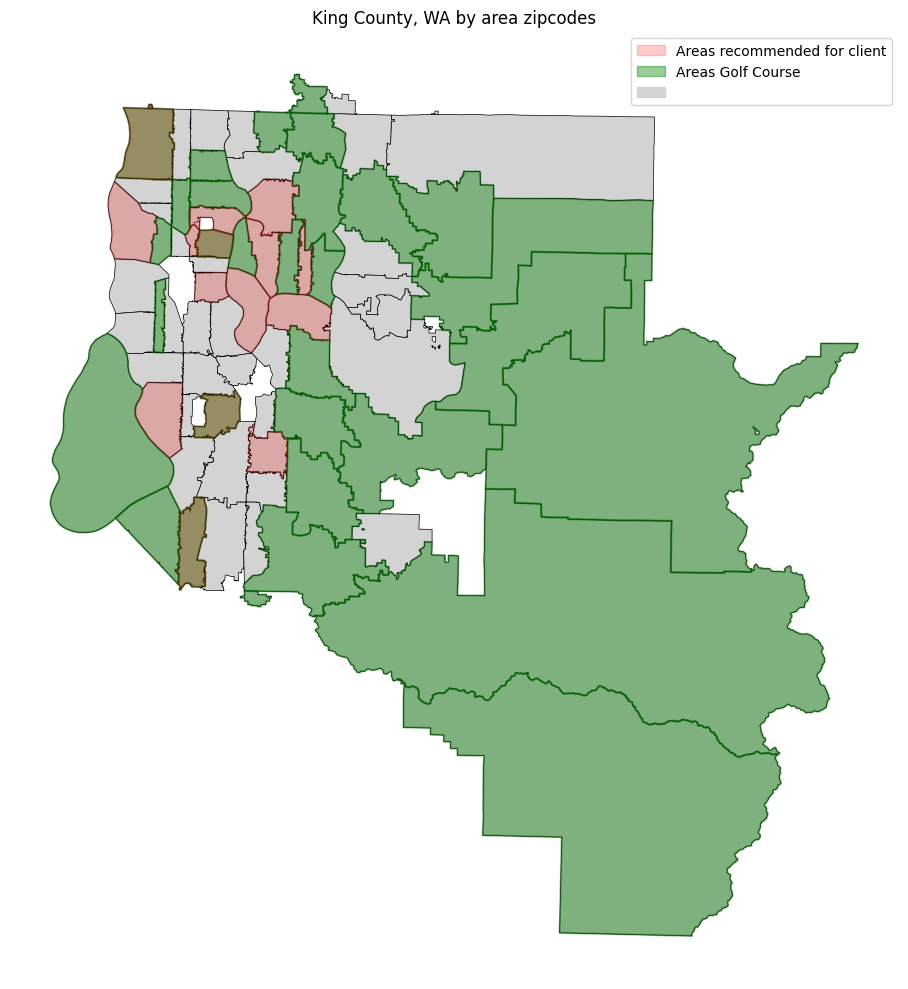 King County, WA by area zipcodes
Areas recommended for client
Areas Golf Course